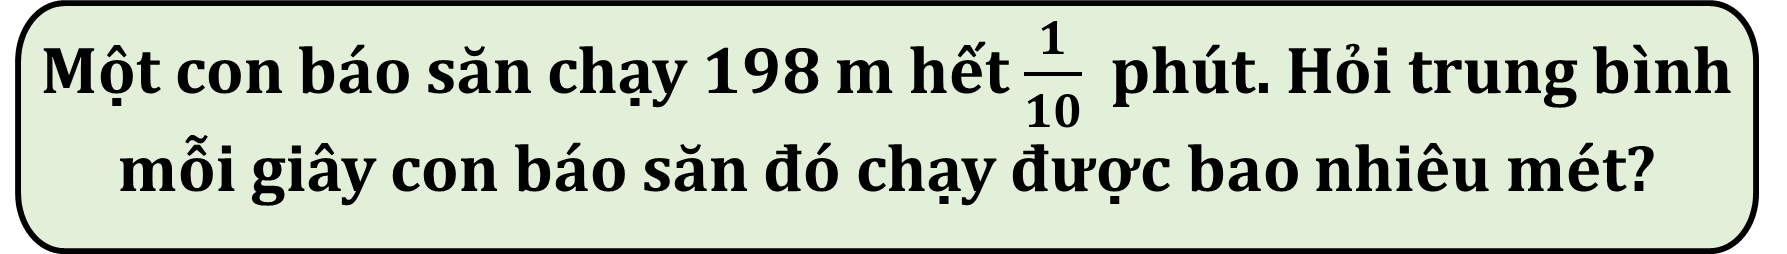 Một con báo săn chạy 198 m hết 1/10 phút. Hỏi trung bình
mỗi giây con báo săn đó chạy được bao nhiêu mét?